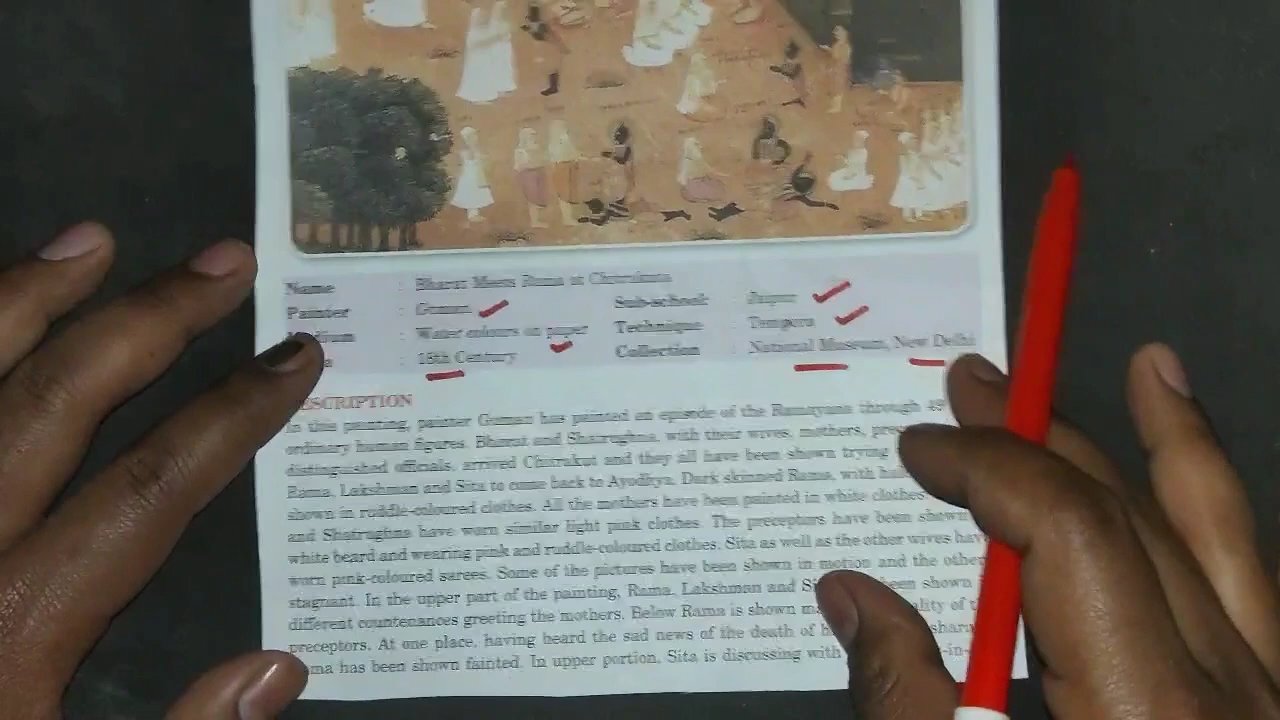 Name : Bharat Meets Rama at Chitrakuta
Painter : Guman Sub-school : Jaipur
Medium : Water colours on paper Technique : Tempera
: 18th Century Collection : National Museum, New Delhi
DESCRIPTION
In this painting, painter Guman has painted an episode of the Ramayana through 49
ordinary human figures. Bharat and Shatrughna, with their wives, mothers,
distinguished officials, arrived Chitrakut and they all have been shown trying
Rama, Lakshman and Sita to come back to Ayodhya. Dark skinned Rama, with
shown in ruddle-coloured clothes. All the mothers have been painted in white clothes.
and Shatrughna have worn similar light pink clothes. The preceptors have been shown
white beard and wearing pink and ruddle-coloured clothes. Sita as well as the other wives have
worn pink-coloured sarees. Some of the pictures have been shown in motion and the other
stagnant. In the upper part of the painting, Rama, Lakshman and been shown
different countenances greeting the mothers. Below Rama is shown of
preceptors. At one place, having heard the sad news of the death of
has been shown fainted. In upper portion, Sita is discussing with